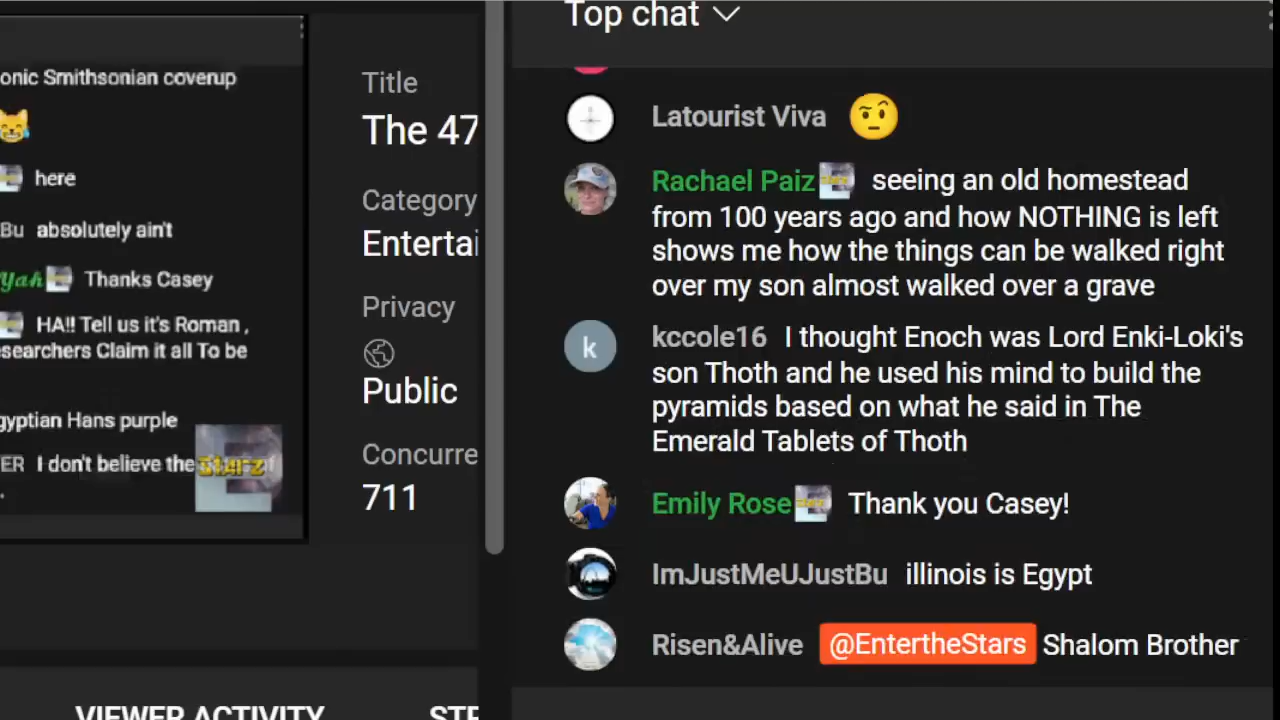 onic Smithsonian coverup
here
Bu absolutely ain't
Yah Thanks Casey
HA!! Tell us it's Roman ,
searchers Claim it all To be
gyptian Hans purple
ER I don't believe the
Title
The 47
Category
Entertai
Privacy
Public
Concurre
711
VIEWER ACTIVITY
STR
Top chat
Latourist Viva
Rachael Paiz seeing an old homestead
from 100 years ago and how NOTHING is left
shows me how the things can be walked right
over my son almost walked over a grave
kccole16 I thought Enoch was Lord Enki-Loki's
son Thoth and he used his mind to build the
pyramids based on what he said in The
Emerald Tablets of Thoth
Emily Rose Thank you Casey!
ImJustMeUJustBu illinois is Egypt
Risen&Alive @EntertheStars Shalom Brother